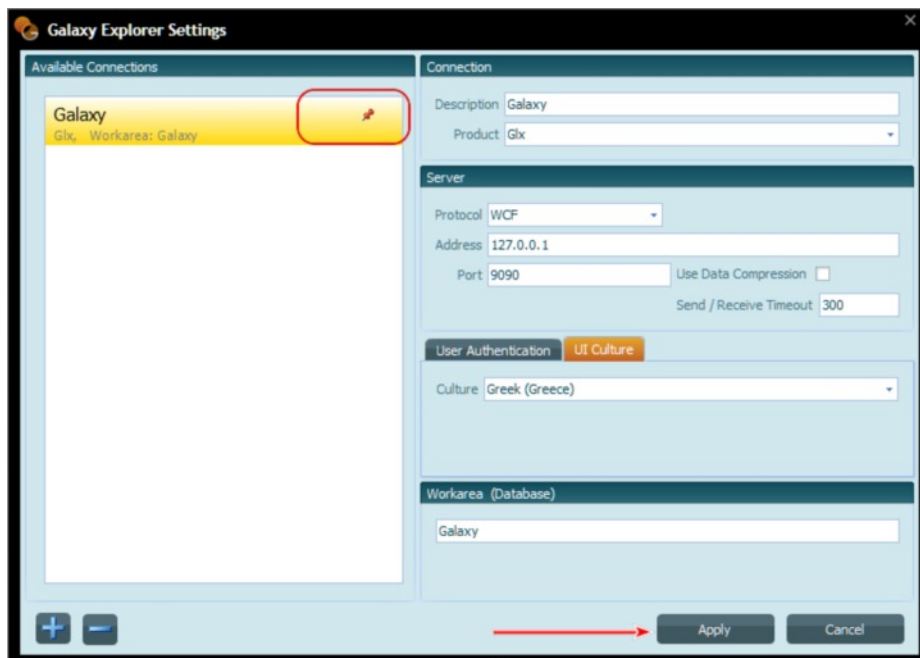 Galaxy Explorer Settings
Available Connections
Galaxy
Glx, Workarea: Galaxy
Connection
Description Galaxy
Product Glx
Server
Protocol WCF
Address 127.0.0.1
Port 9090 Use Data Compression
Send / Receive Timeout 300
User Authentication UI Culture
Culture Greek (Greece)
Workarea (Database)
Galaxy
Apply Cancel